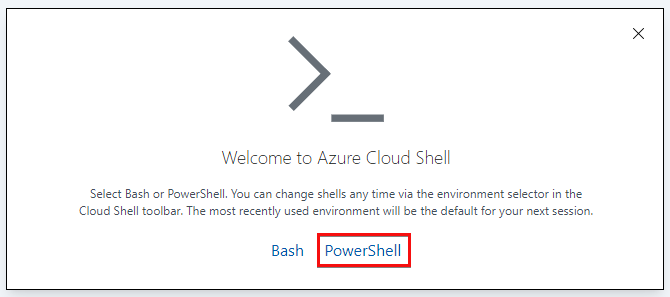 Welcome to Azure Cloud Shell
Select Bash or PowerShell. You can change shells any time via the environment selector in the
Cloud Shell toolbar. The most recently used environment will be the default for your next session.
Bash PowerShell